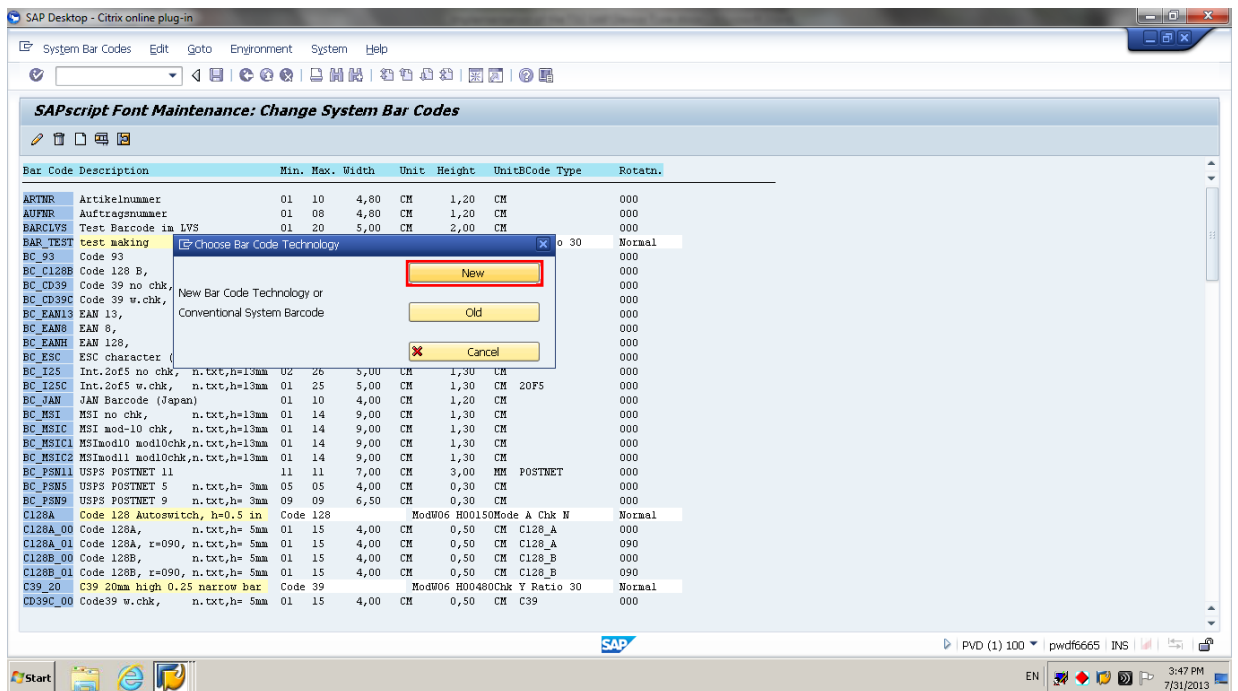 SAP Desktop - Citrix online plug-in
System Bar Codes Edit Goto Environment System Help
SAPscript Font Maintenance: Change System Bar Codes
Bar Code Description Min. Max. Width Unit Height UnitBCode Type Rotatn.
ARTNR Artikelnummer 01 10 4,80 CM 1,20 CM 000
AUFNR Auftragsnummer 01 08 4,80 CM 1,20 CM 000
BARCLVS Test Barcode im LVS 01 20 5,00 CM 2,00 CM 000
BAR_TEST test making o 30 Normal
BC_93 Code 93 000
BC_C128B Code 128 B, 000
BC_CD39 Code 39 no chk, 000
BC_CD39C Code 39 w.chk, 000
BC_EAN13 EAN 13, 000
BC_EAN8 EAN 8, 000
BC_EANH EAN 128, 000
BC_ESC ESC character ( 000
Choose Bar Code Technology
New
New Bar Code Technology or
Conventional System Barcode
Old
Cancel
BC_I25 Int.2of5 no chk, n.txt,h=13mm 02 26 5,00 CM 1,30 CM 000
BC_I25C Int.2of5 w.chk, n.txt,h=13mm 01 25 5,00 CM 1,30 CM 2OF5 000
BC_JAN JAN Barcode (Japan) 01 10 4,00 CM 1,20 CM 000
BC_MSI MSI no chk, n.txt,h=13mm 01 14 9,00 CM 1,30 CM 000
BC_MSIC MSI mod-10 chk, n.txt,h=13mm 01 14 9,00 CM 1,30 CM 000
BC_MSIC1 MSImod10 mod10chk,n.txt,h=13mm 01 14 9,00 CM 1,30 CM 000
BC_MSIC2 MSImod11 mod10chk,n.txt,h=13mm 01 14 9,00 CM 1,30 CM 000
BC_PSN11 USPS POSTNET 11 11 11 7,00 CM 3,00 MM POSTNET 000
BC_PSN5 USPS POSTNET 5 n.txt,h= 3mm 05 05 4,00 CM 0,30 CM 000
BC_PSN9 USPS POSTNET 9 n.txt,h= 3mm 09 09 6,50 CM 0,30 CM 000
C128A Code 128 Autoswitch, h=0.5 in Code 128 ModW06 H00150Mode A Chk N Normal
C128A_00 Code 128A, n.txt,h= 5mm 01 15 4,00 CM 0,50 CM C128_A 000
C128A_01 Code 128A, r=090, n.txt,h= 5mm 01 15 4,00 CM 0,50 CM C128_A 090
C128B_00 Code 128B, n.txt,h= 5mm 01 15 4,00 CM 0,50 CM C128_B 000
C128B_01 Code 128B, r=090, n.txt,h= 5mm 01 15 4,00 CM 0,50 CM C128_B 090
C39_20 C39 20mm high 0.25 narrow bar Code 39 ModW06 H00480Chk Y Ratio 30 Normal
CD39C_00 Code39 w.chk, n.txt,h= 5mm 01 15 4,00 CM 0,50 CM C39 000
SAP PVD (1) 100 pwdf6665 INS
Start EN 3:47 PM
7/31/2013